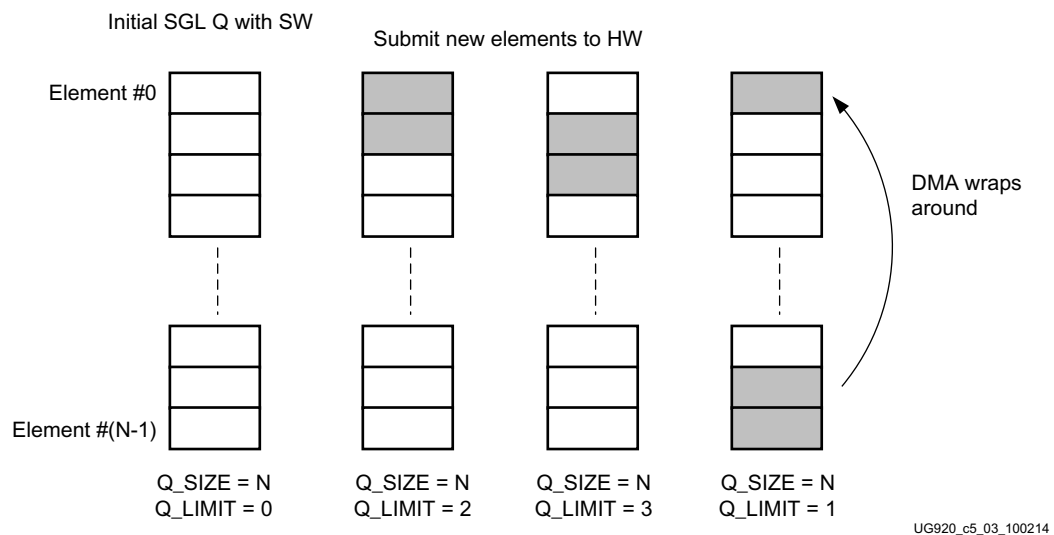 Initial SGL Q with SW
Submit new elements to HW
Element #0
DMA wraps
around
Element #(N-1)
Q_SIZE = N
Q_LIMIT = 0
Q_SIZE = N
Q_LIMIT = 2
Q_SIZE = N
Q_LIMIT = 3
Q_SIZE = N
Q_LIMIT = 1
UG920_c5_03_100214